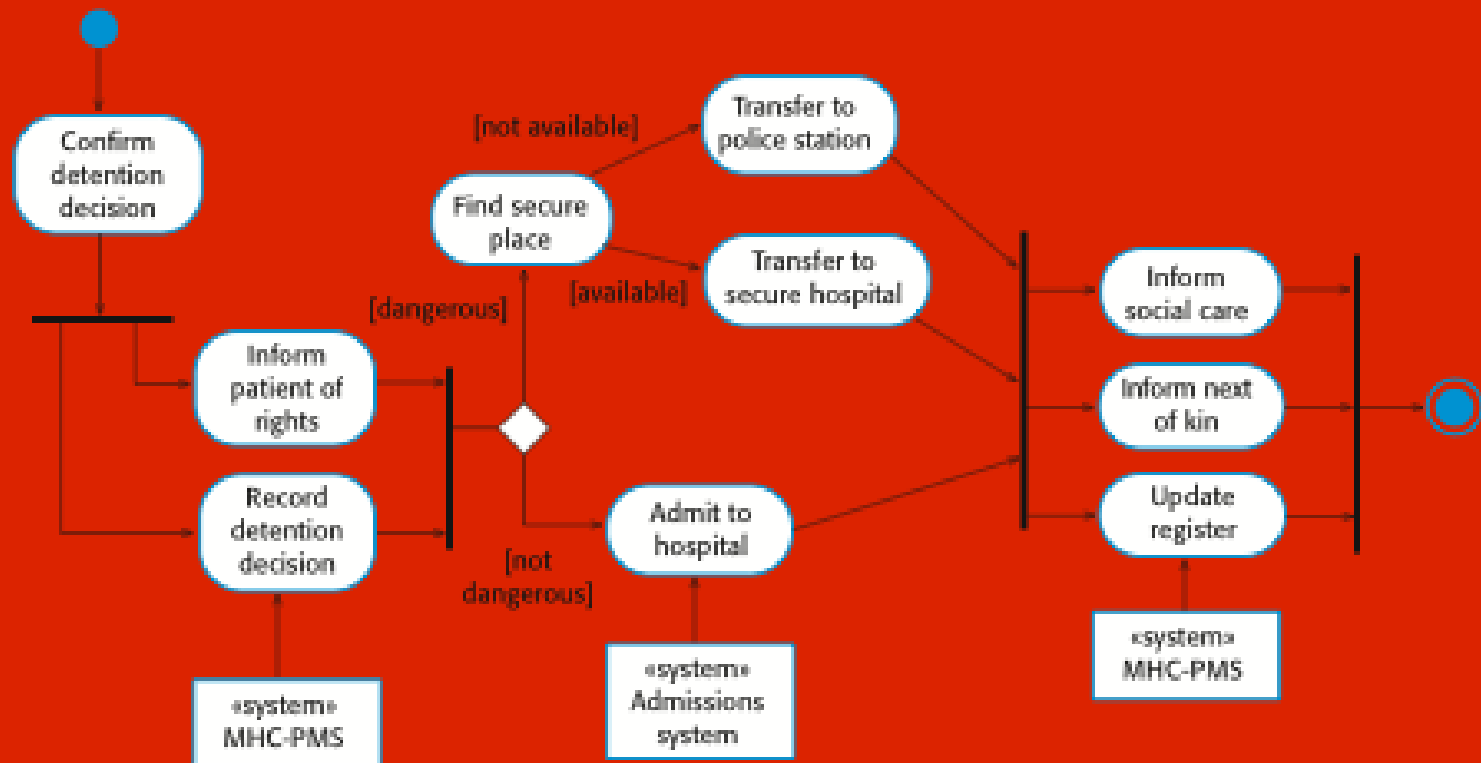 Confirm
detention
decision
Inform
patient of
rights
Record
detention
decision
«system»
MHC-PMS
[dangerous]
[not
dangerous]
Find secure
place
[not available]
[available]
Transfer to
police station
Transfer to
secure hospital
Admit to
hospital
«system»
Admissions
system
Inform
social care
Inform next
of kin
Update
register
«system»
MHC-PMS